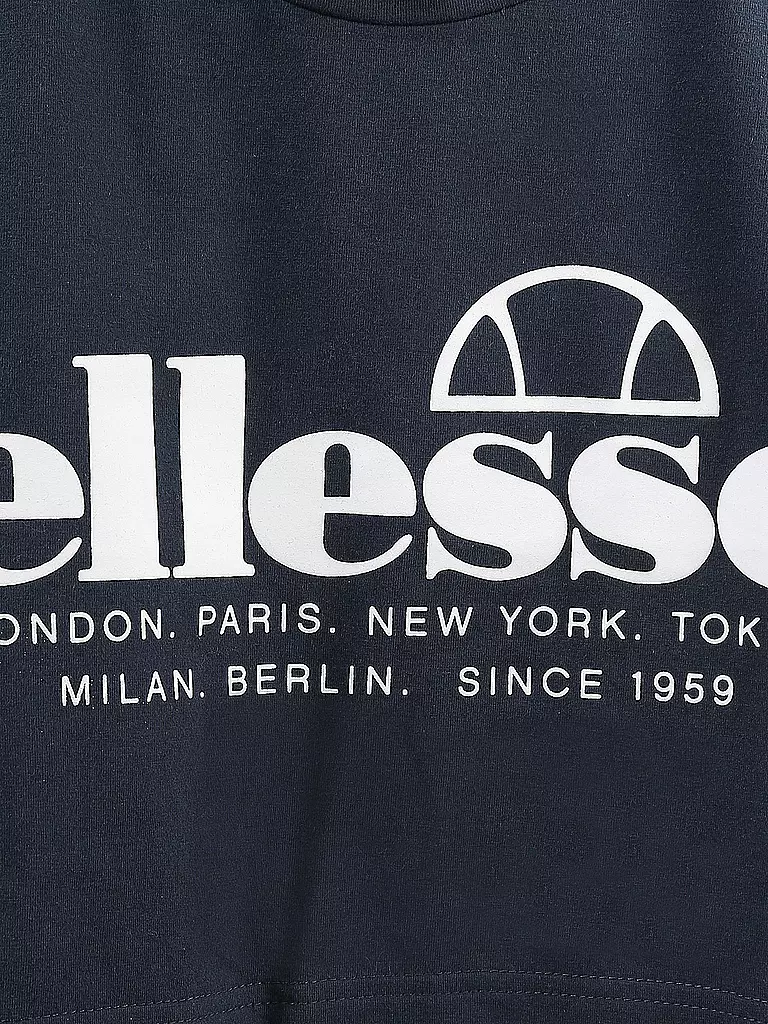 ellesse
ONDON. PARIS. NEW YORK. TOK
MILAN. BERLIN. SINCE 1959